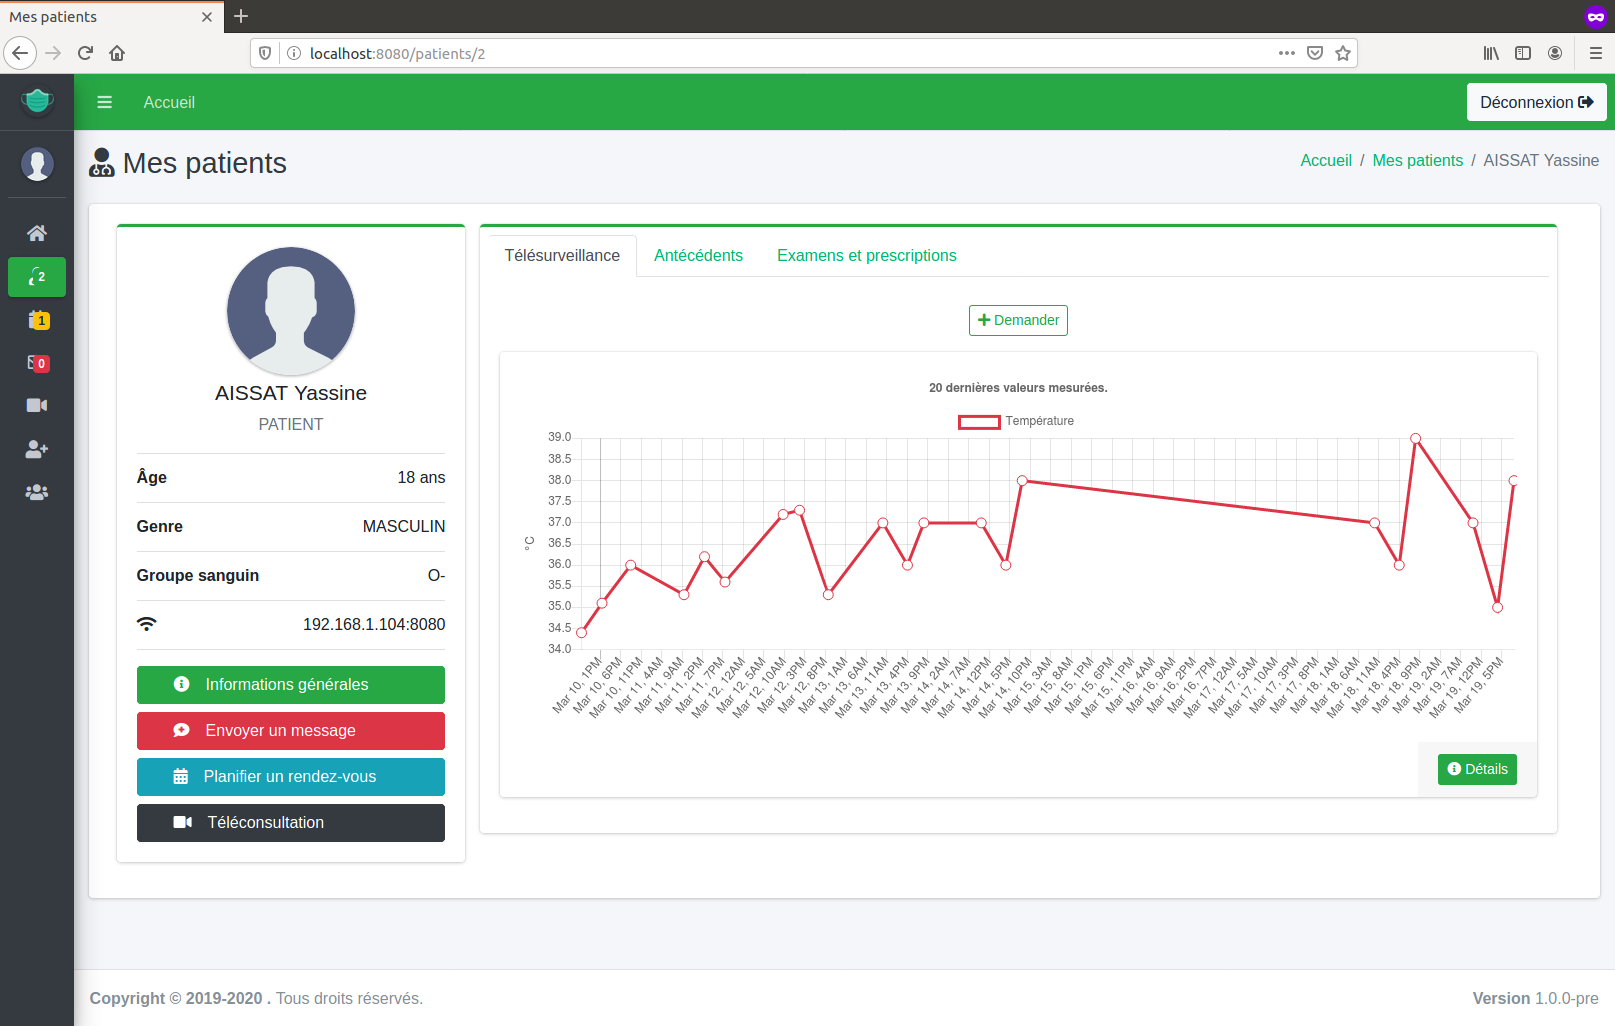 Mes patients
localhost:8080/patients/2
Accueil
Déconnexion
Mes patients
Accueil / Mes patients / AISSAT Yassine
2
1
0
AISSAT Yassine
PATIENT
Âge 18 ans
Genre MASCULIN
Groupe sanguin O-
192.168.1.104:8080
Informations générales
Envoyer un message
Planifier un rendez-vous
Téléconsultation
Télésurveillance Antécédents Examens et prescriptions
Demander
20 dernières valeurs mesurées.
Température
°C
39.0
38.5
38.0
37.5
37.0
36.5
36.0
35.5
35.0
34.5
34.0
Mar 10, 1PM
Mar 10, 6PM
Mar 10, 11PM
Mar 11, 4AM
Mar 11, 9AM
Mar 11, 2PM
Mar 11, 7PM
Mar 12, 12AM
Mar 12, 5AM
Mar 12, 10AM
Mar 12, 3PM
Mar 12, 8PM
Mar 13, 1AM
Mar 13, 6AM
Mar 13, 11AM
Mar 13, 4PM
Mar 13, 9PM
Mar 14, 2AM
Mar 14, 7AM
Mar 14, 12PM
Mar 14, 5PM
Mar 14, 10PM
Mar 15, 3AM
Mar 15, 8AM
Mar 15, 1PM
Mar 15, 6PM
Mar 15, 11PM
Mar 16, 4AM
Mar 16, 9AM
Mar 16, 2PM
Mar 16, 7PM
Mar 17, 12AM
Mar 17, 5AM
Mar 17, 10AM
Mar 17, 3PM
Mar 17, 8PM
Mar 18, 1AM
Mar 18, 6AM
Mar 18, 11AM
Mar 18, 4PM
Mar 18, 9PM
Mar 19, 2AM
Mar 19, 7AM
Mar 19, 12PM
Mar 19, 5PM
Détails
Copyright © 2019-2020 . Tous droits réservés.
Version 1.0.0-pre